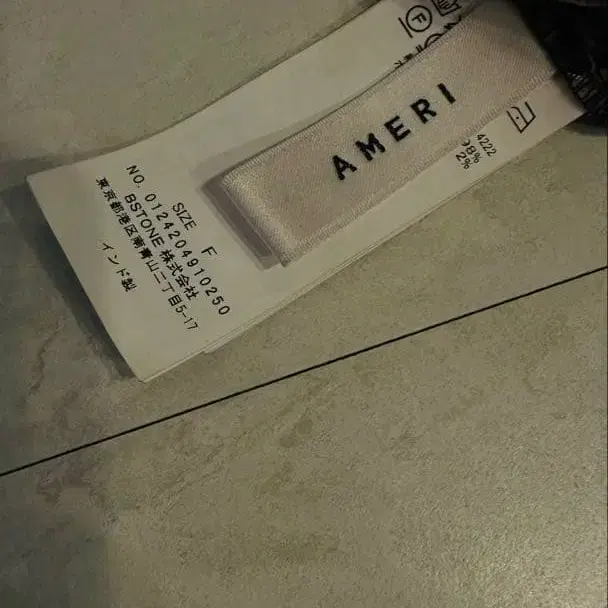 AMERI
4222
98%
2%
SIZE F
NO. 0124204910250
BSTONE 株式会社
東京都港区南青山二丁目5-17
インド製
F